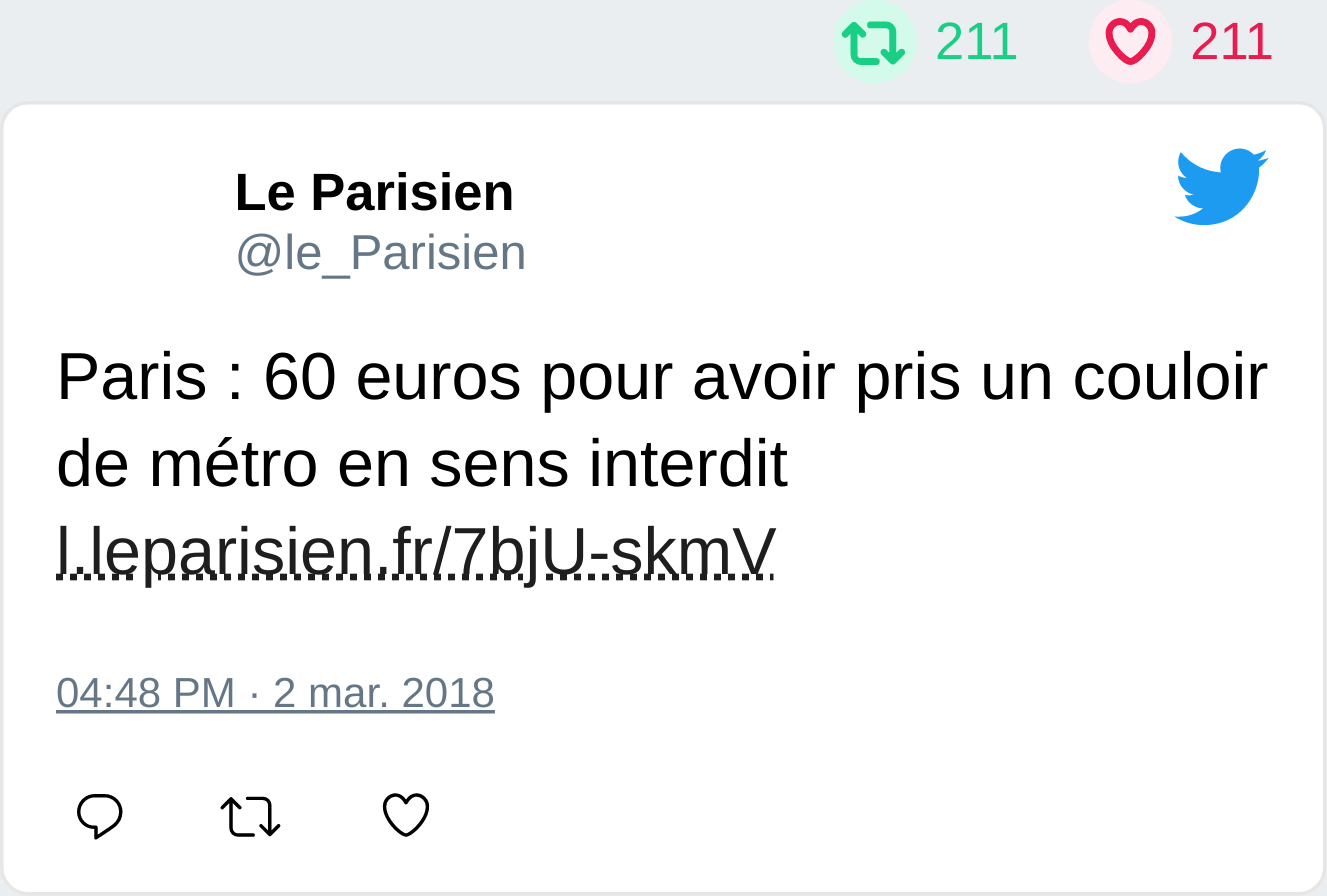 211 211
Le Parisien
@le_Parisien
Paris : 60 euros pour avoir pris un couloir
de métro en sens interdit
l.leparisien.fr/7bjU-skmV
04:48 PM · 2 mar. 2018